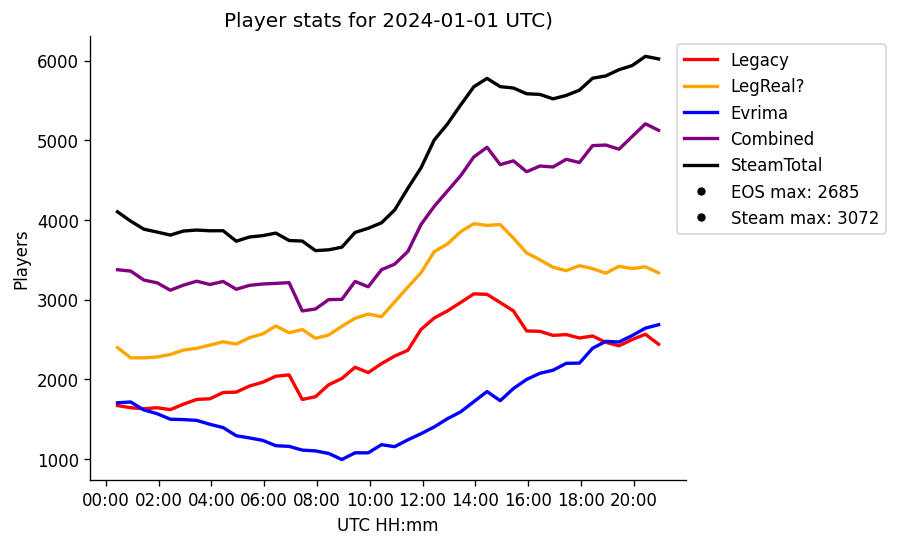 Player stats for 2024-01-01 UTC)
Players
6000
5000
4000
3000
2000
1000
00:00 02:00 04:00 06:00 08:00 10:00 12:00 14:00 16:00 18:00 20:00
UTC HH:mm
Legacy
LegReal?
Evrima
Combined
SteamTotal
EOS max: 2685
Steam max: 3072